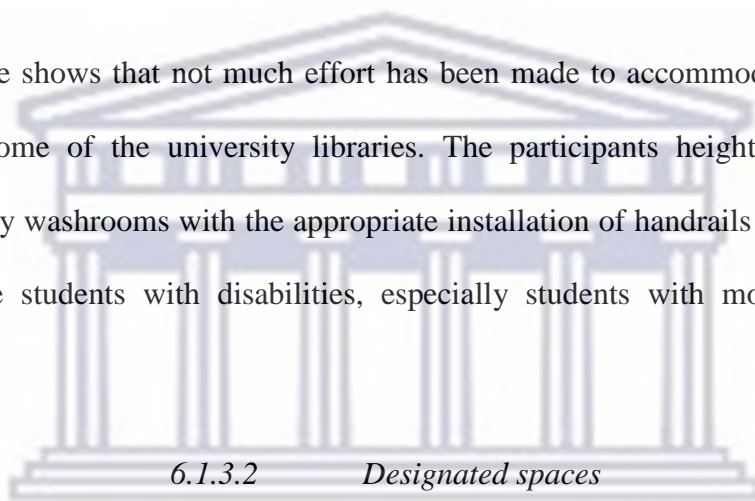 e shows that not much effort has been made to accommod
ome of the university libraries. The participants height
y washrooms with the appropriate installation of handrails
e students with disabilities, especially students with mo
6.1.3.2 Designated spaces